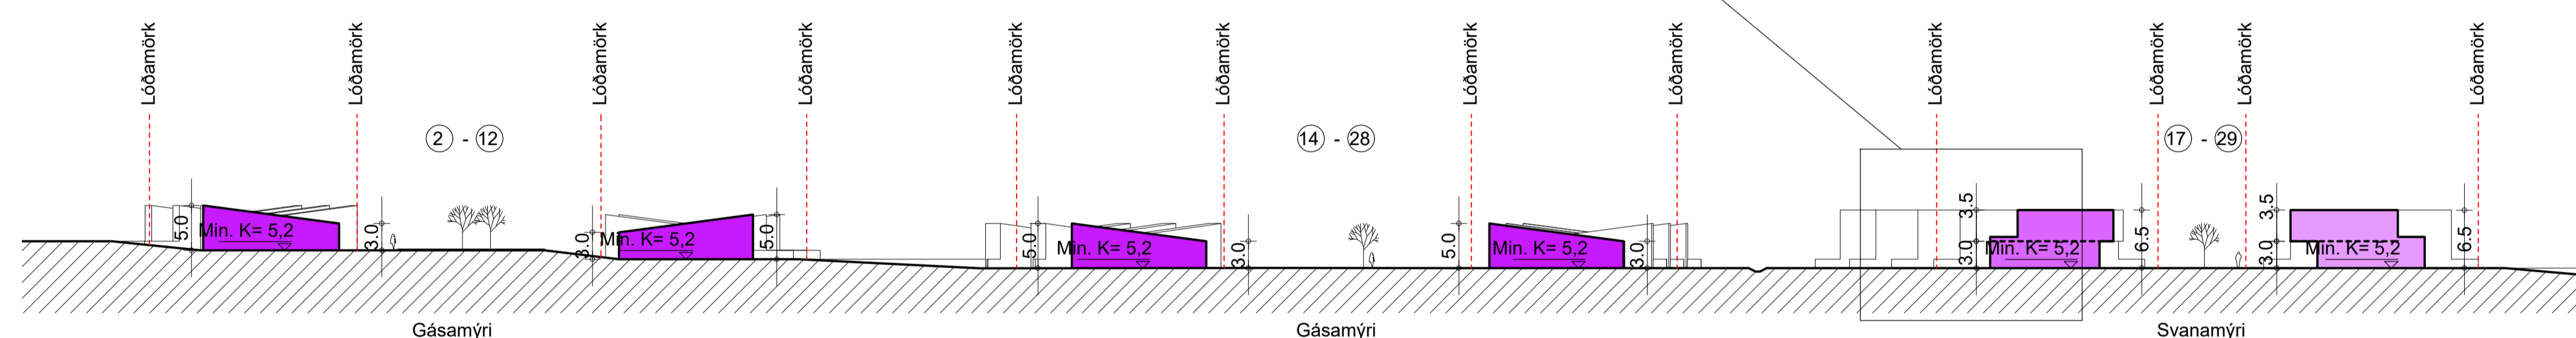 Lóðamörk Lóðamörk Lóðamörk Lóðamörk Lóðamörk Lóðamörk Lóðamörk Lóðamörk Lóðamörk Lóðamörk Lóðamörk Lóðamörk
2 - 12
14 - 28
17 - 29
5.0 Min. K= 5,2 3.0
3.0 Min. K= 5,2 5.0
5.0 Min. K= 5,2 3.0
5.0 Min. K= 5,2 3.0
3.5
3.0 Min. K= 5,2 6.5
3.5
3.0 Min. K= 5,2 6.5
Gásamýri
Gásamýri
Svanamýri